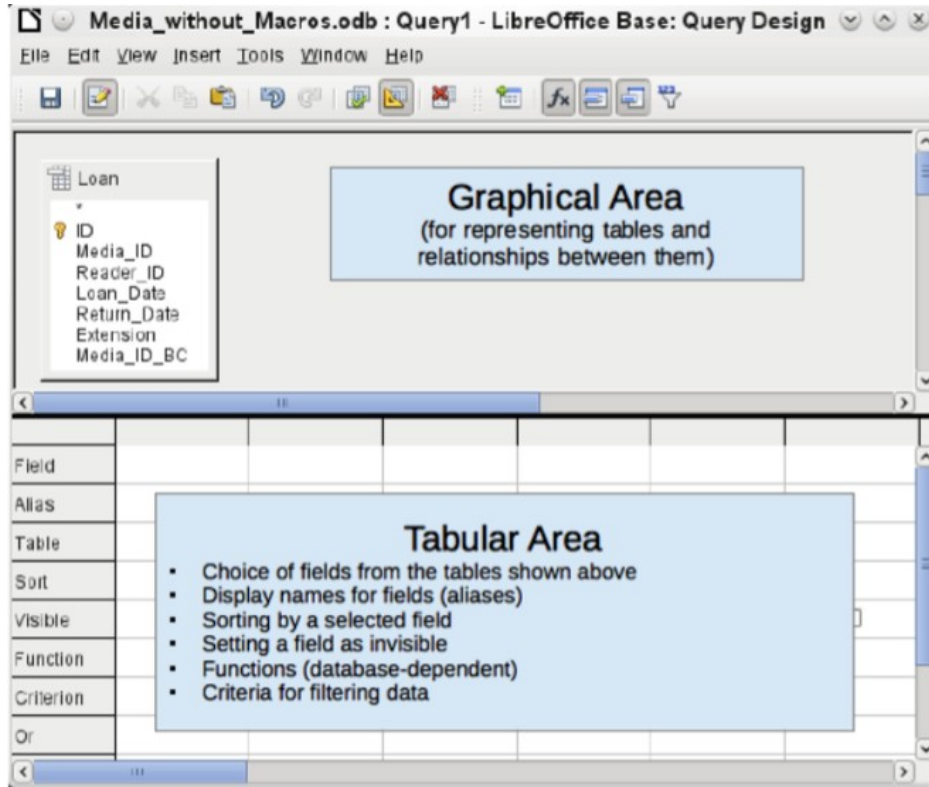 Media_without_Macros.odb : Query1 - LibreOffice Base: Query Design
File Edit View Insert Tools Window Help
Loan
*
ID
Media_ID
Reader_ID
Loan_Date
Return_Date
Extension
Media_ID_BC
Graphical Area
(for representing tables and
relationships between them)
Field
Alias
Table
Sort
Visible
Function
Criterion
Or
Tabular Area
▪ Choice of fields from the tables shown above
▪ Display names for fields (aliases)
▪ Sorting by a selected field
▪ Setting a field as invisible
▪ Functions (database-dependent)
▪ Criteria for filtering data